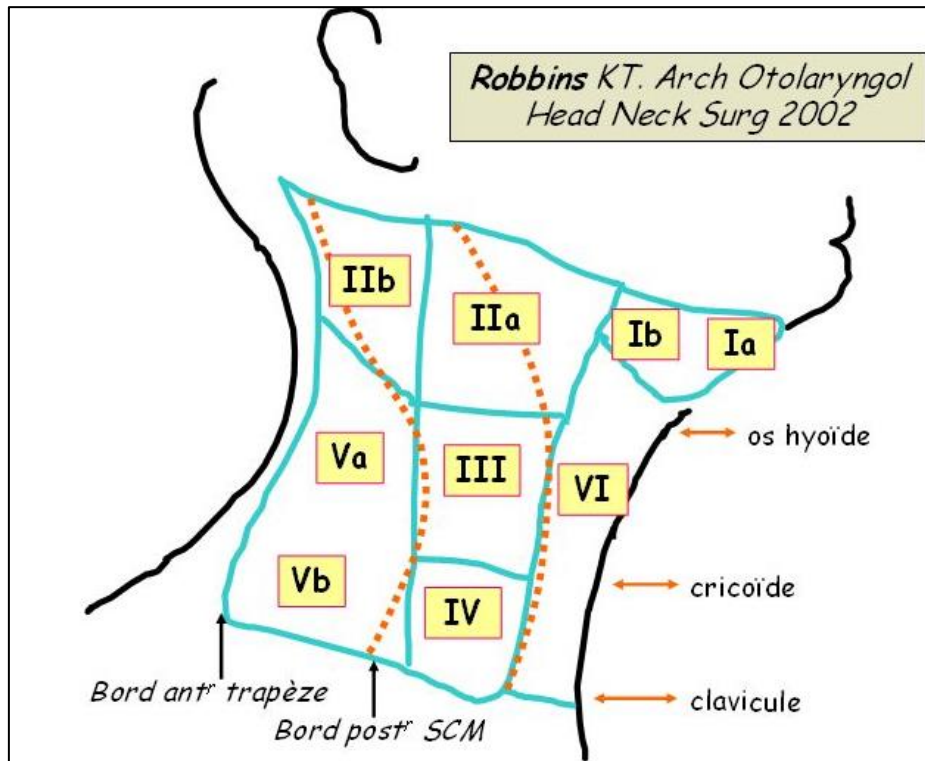 Robbins KT. Arch Otolaryngol
Head Neck Surg 2002
IIb
IIa
Ib
Ia
os hyoïde
Va
III
VI
Vb
IV
cricoïde
Bord antʳ trapèze
clavicule
Bord postʳ SCM